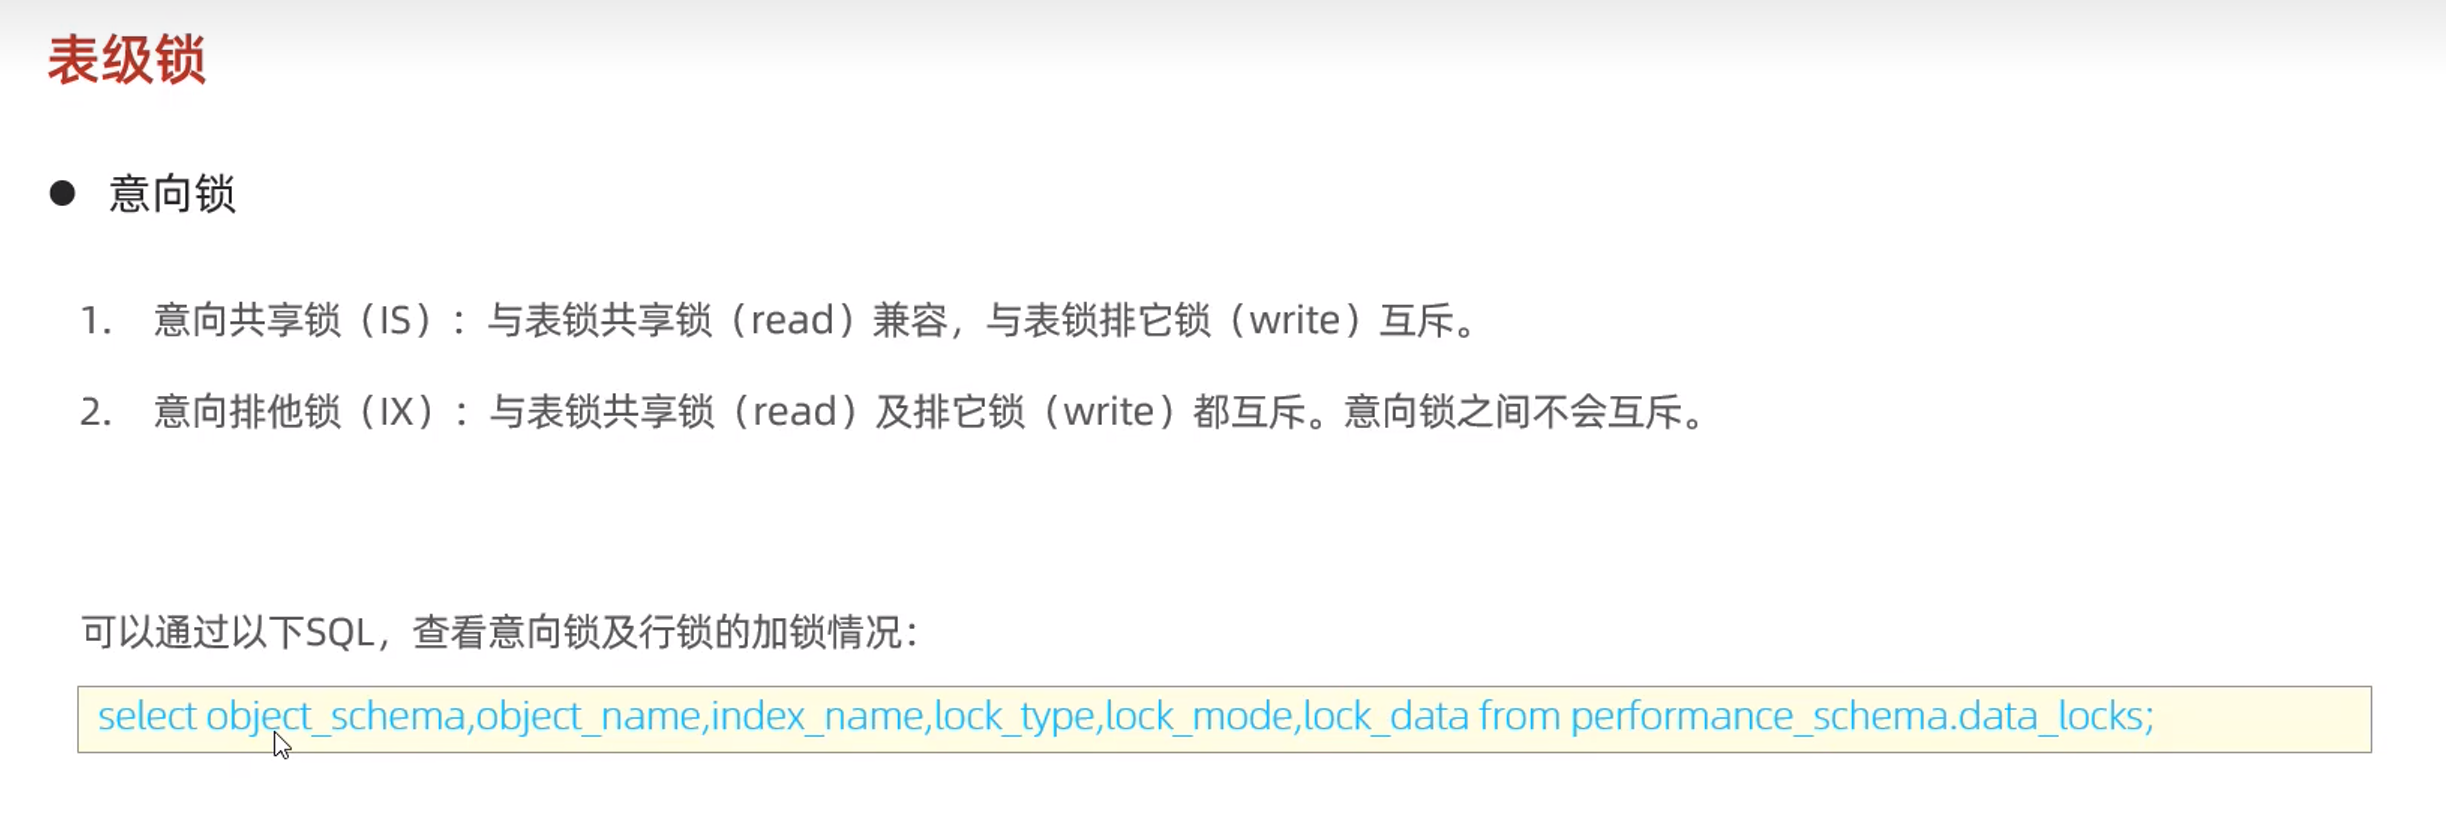 表级锁
● 意向锁
1. 意向共享锁（IS）：与表锁共享锁（read）兼容，与表锁排它锁（write）互斥。
2. 意向排他锁（IX）：与表锁共享锁（read）及排它锁（write）都互斥。意向锁之间不会互斥。
可以通过以下SQL，查看意向锁及行锁的加锁情况：
select object_schema,object_name,index_name,lock_type,lock_mode,lock_data from performance_schema.data_locks;